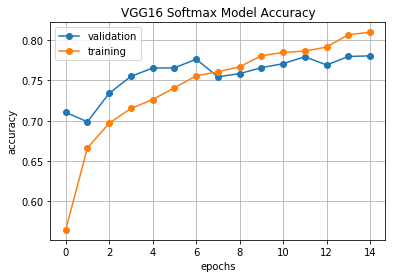 VGG16 Softmax Model Accuracy
validation
training
accuracy
0.80
0.75
0.70
0.65
0.60
0 2 4 6 8 10 12 14
epochs